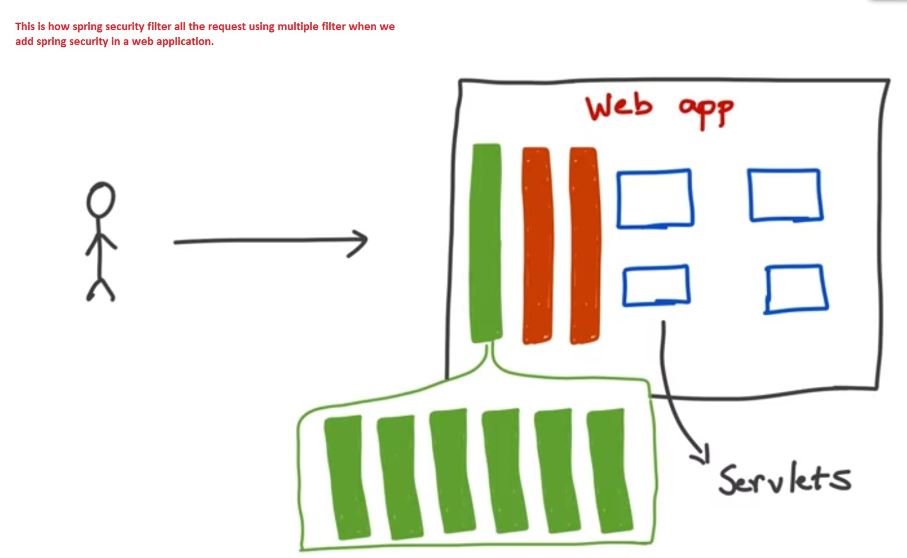 This is how spring security filter all the request using multiple filter when we
add spring security in a web application.
Web app
Servlets